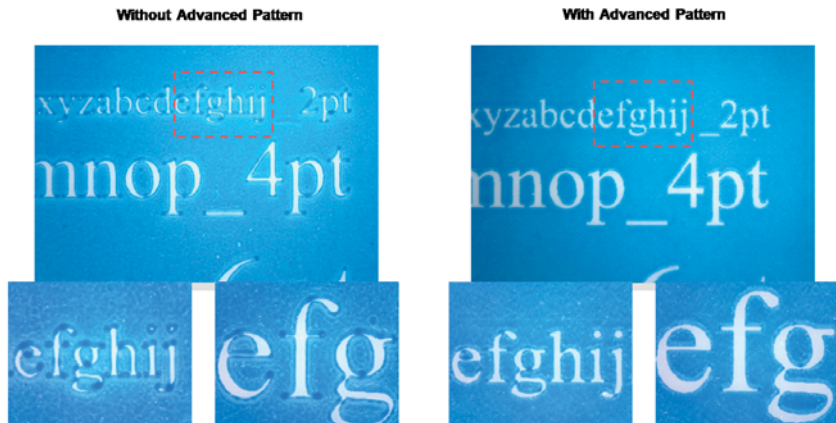 Without Advanced Pattern
xyzabcdefghij_2pt
mnop_4pt
efghij
efg
With Advanced Pattern
xyzabcdefghij_2pt
mnop_4pt
efghij
efg